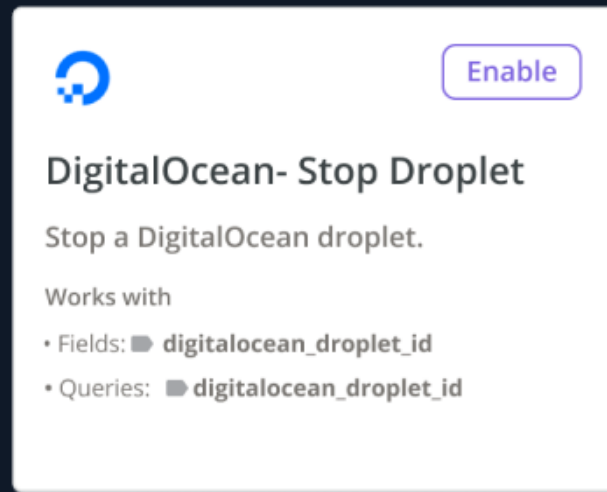 Enable
DigitalOcean- Stop Droplet
Stop a DigitalOcean droplet.
Works with
• Fields: digitalocean_droplet_id
• Queries: digitalocean_droplet_id